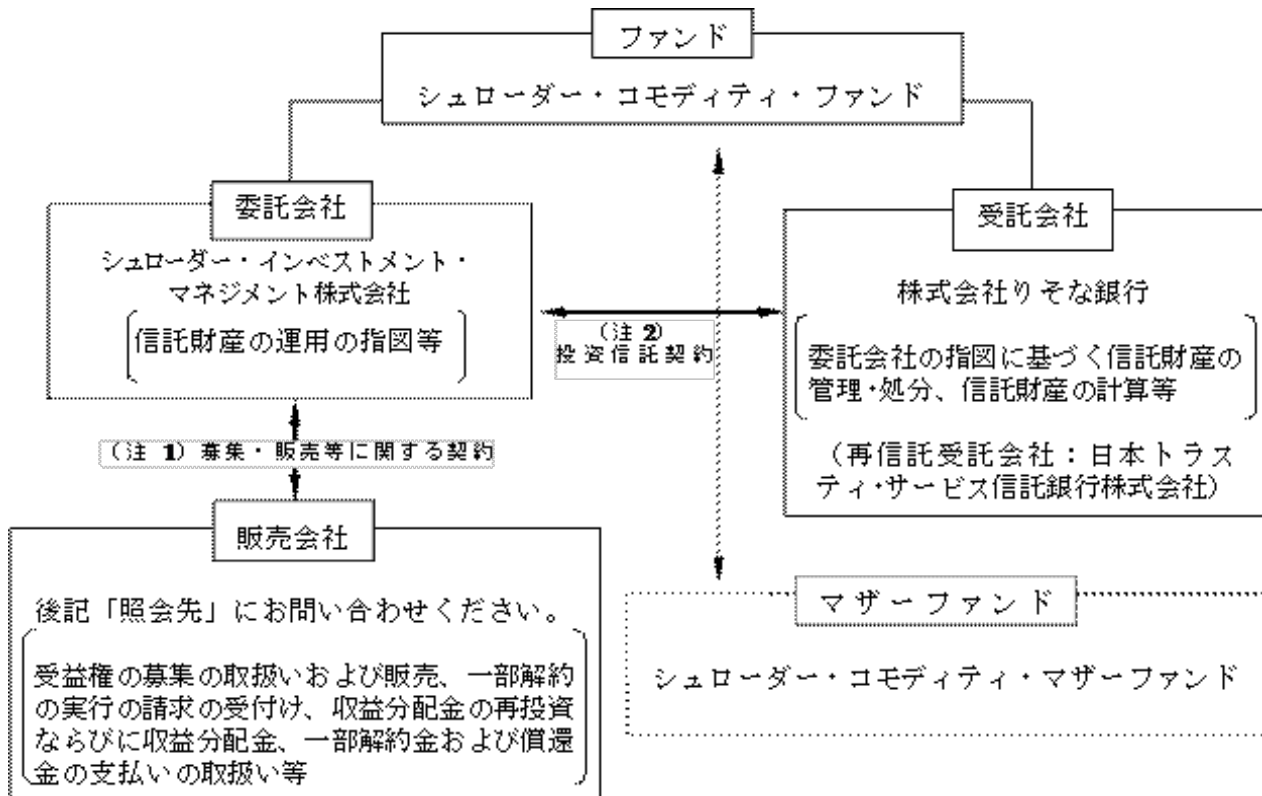 ファンド
シュローダー・コモディティ・ファンド
委託会社
シュローダー・インベストメント・
マネジメント株式会社
信託財産の運用の指図等
(注2)
投資信託契約
受託会社
株式会社りそな銀行
委託会社の指図に基づく信託財産の
管理・処分、信託財産の計算等
(再信託受託会社：日本トラス
ティ・サービス信託銀行株式会社)
(注1)募集・販売等に関する契約
販売会社
後記「照会先」にお問い合わせください。
受益権の募集の取扱いおよび販売、一部解約
の実行の請求の受付け、収益分配金の再投資
ならびに収益分配金、一部解約金および償還
金の支払いの取扱い等
マザーファンド
シュローダー・コモディティ・マザーファンド